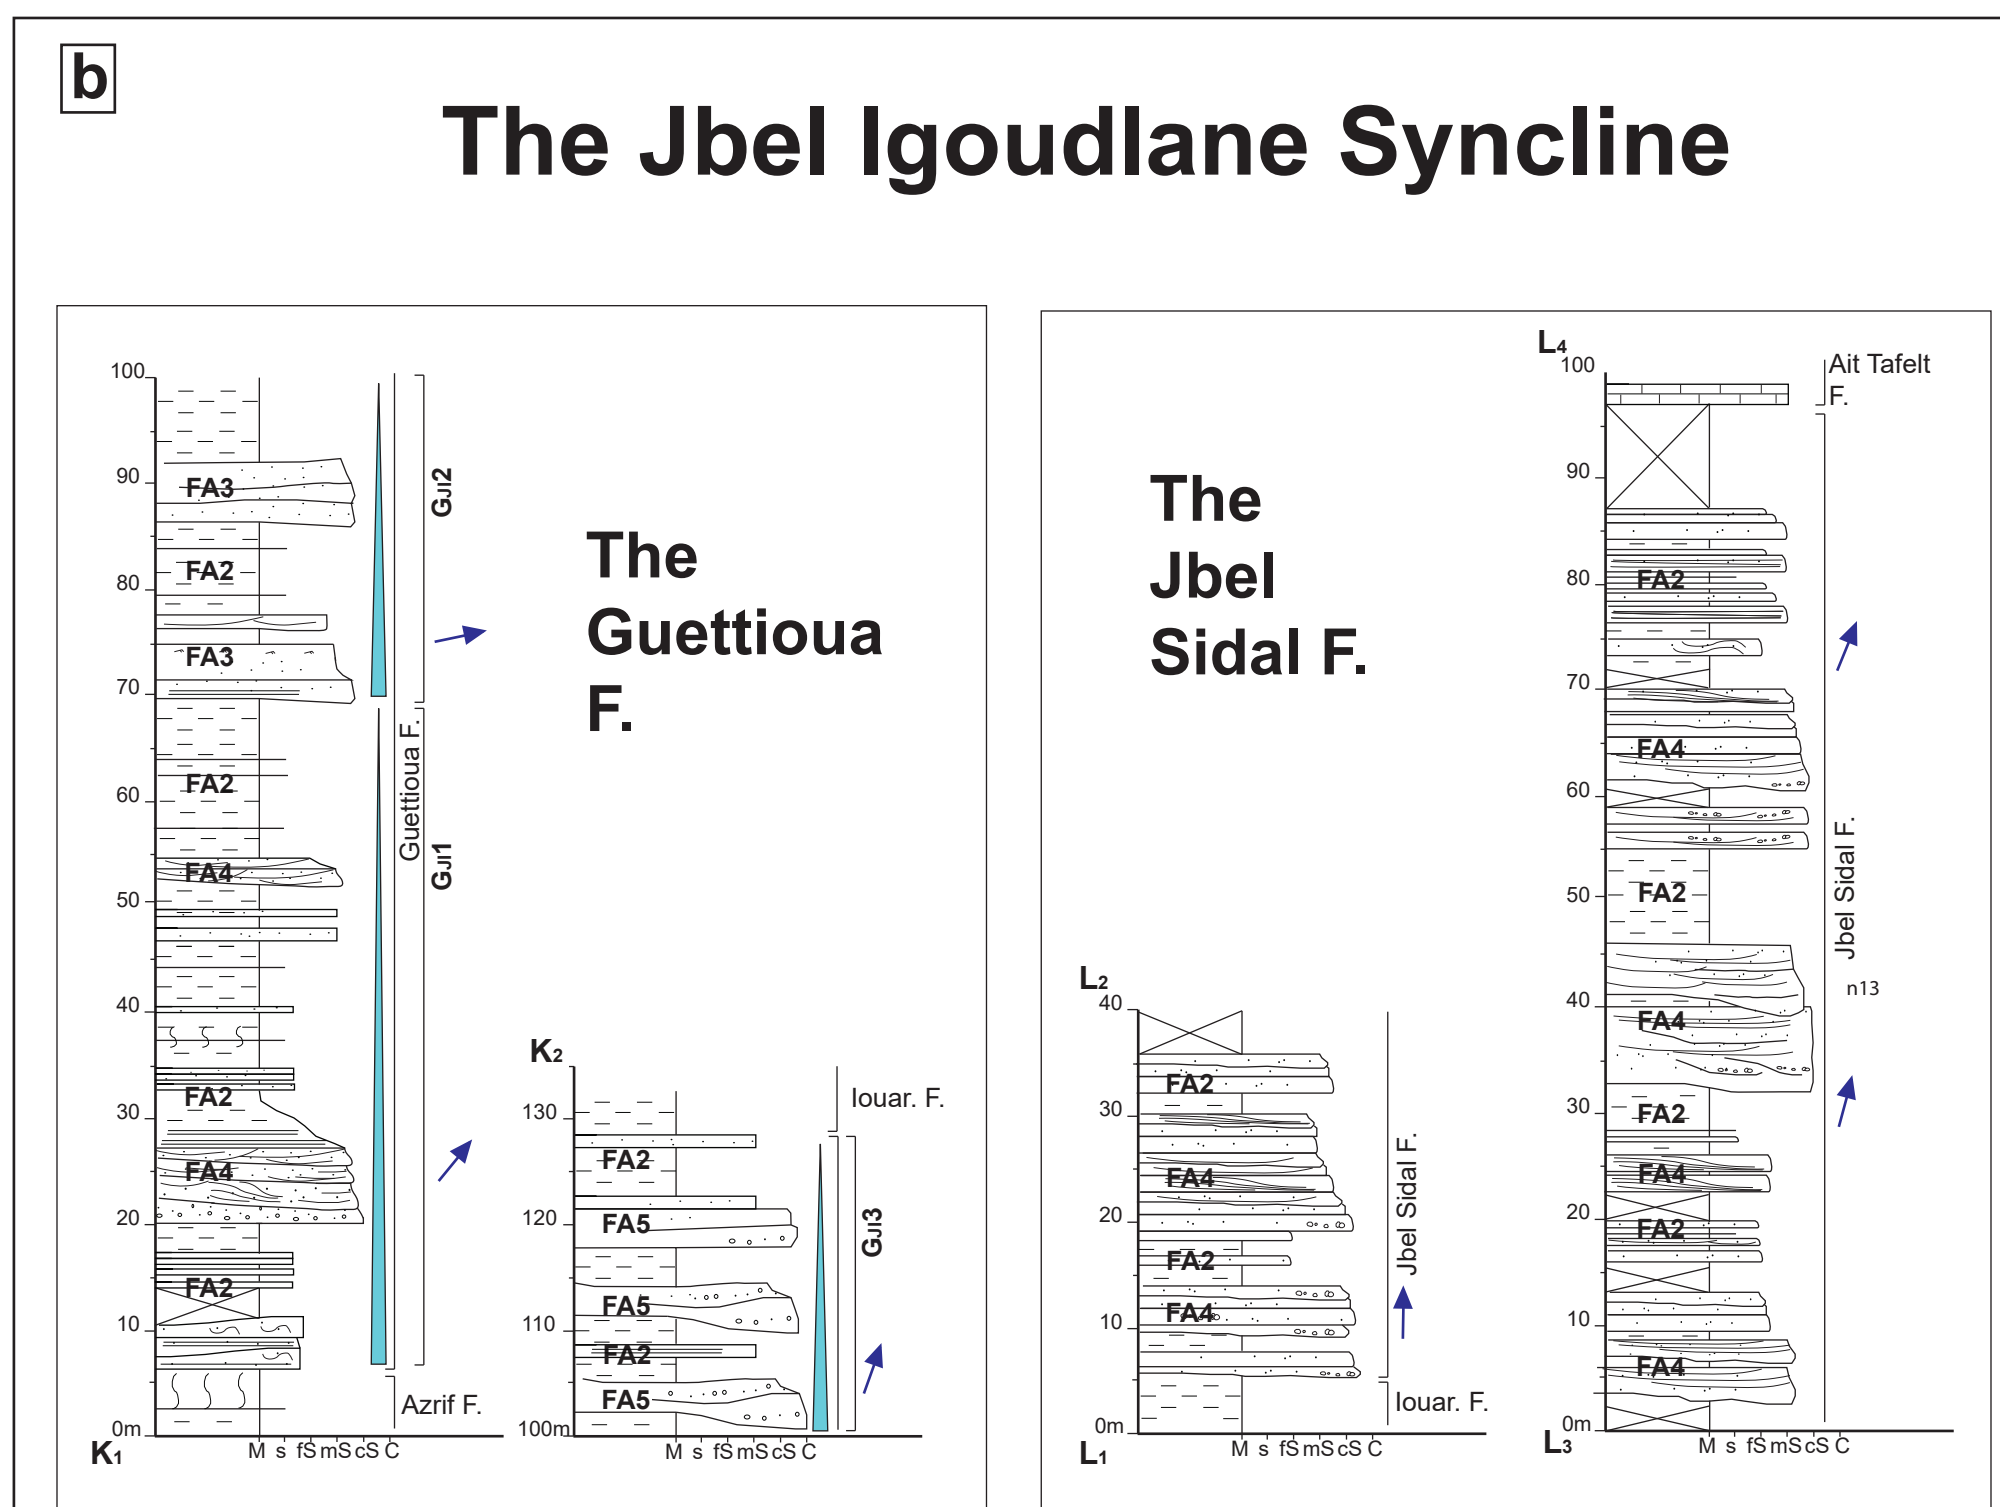 b
The Jbel Igoudlane Syncline
100
90
80
70
60
50
40
30
20
10
0m
K1
FA3
FA2
FA3
FA2
FA4
FA2
FA4
FA2
M s fS mS cS C
GJI2
GJI1
Guettioua F.
Azrif F.
The
Guettioua
F.
K2
130
120
110
100m
FA2
FA5
FA5
FA2
FA5
M s fS mS cS C
Iouar. F.
GJI3
The
Jbel
Sidal F.
L2
40
30
20
10
0m
L1
FA2
FA4
FA2
FA4
M s fS mS cS C
Jbel Sidal F.
Iouar. F.
L4
100
90
80
70
60
50
40
30
20
10
0m
L3
FA2
FA4
FA2
FA4
FA2
FA4
FA2
FA4
M s fS mS cS C
Ait Tafelt
F.
Jbel Sidal F.
n13